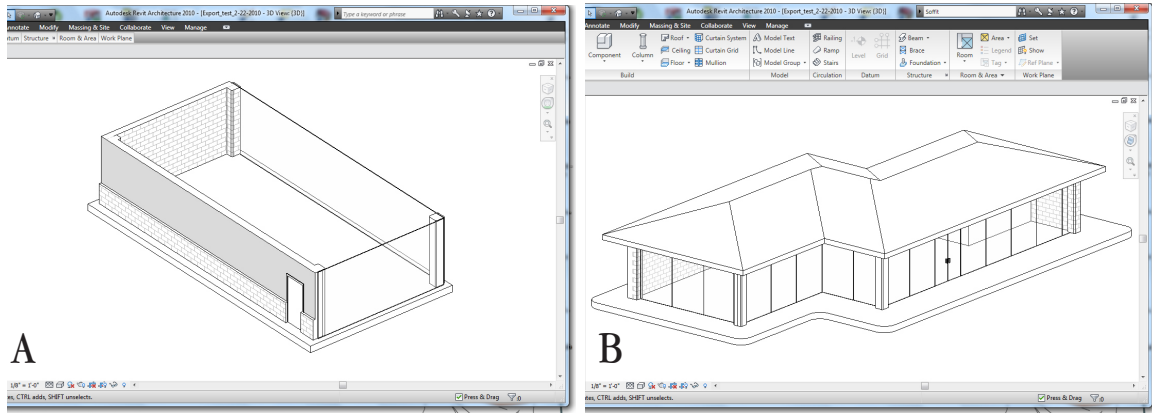 Autodesk Revit Architecture 2010 - [Export_test_2-22-2010 - 3D View: {3D}]
Type a keyword or phrase
Annotate Modify Massing & Site Collaborate View Manage
Datum Structure Room & Area Work Plane
A
1/8" = 1'-0"
tes, CTRL adds, SHIFT unselects.
Press & Drag
:0
Autodesk Revit Architecture 2010 - [Export_test_2-22-2010 - 3D View: {3D}]
Soffit
Annotate Modify Massing & Site Collaborate View Manage
Component Column Roof Curtain System Model Text Railing Level Grid Beam Room Area Set
Ceiling Curtain Grid Model Line Ramp Brace Legend Show
Floor Mullion Model Group Stairs Foundation Tag Ref Plane
Build Model Circulation Datum Structure Room & Area Work Plane
B
1/8" = 1'-0"
tes, CTRL adds, SHIFT unselects.
Press & Drag
:0